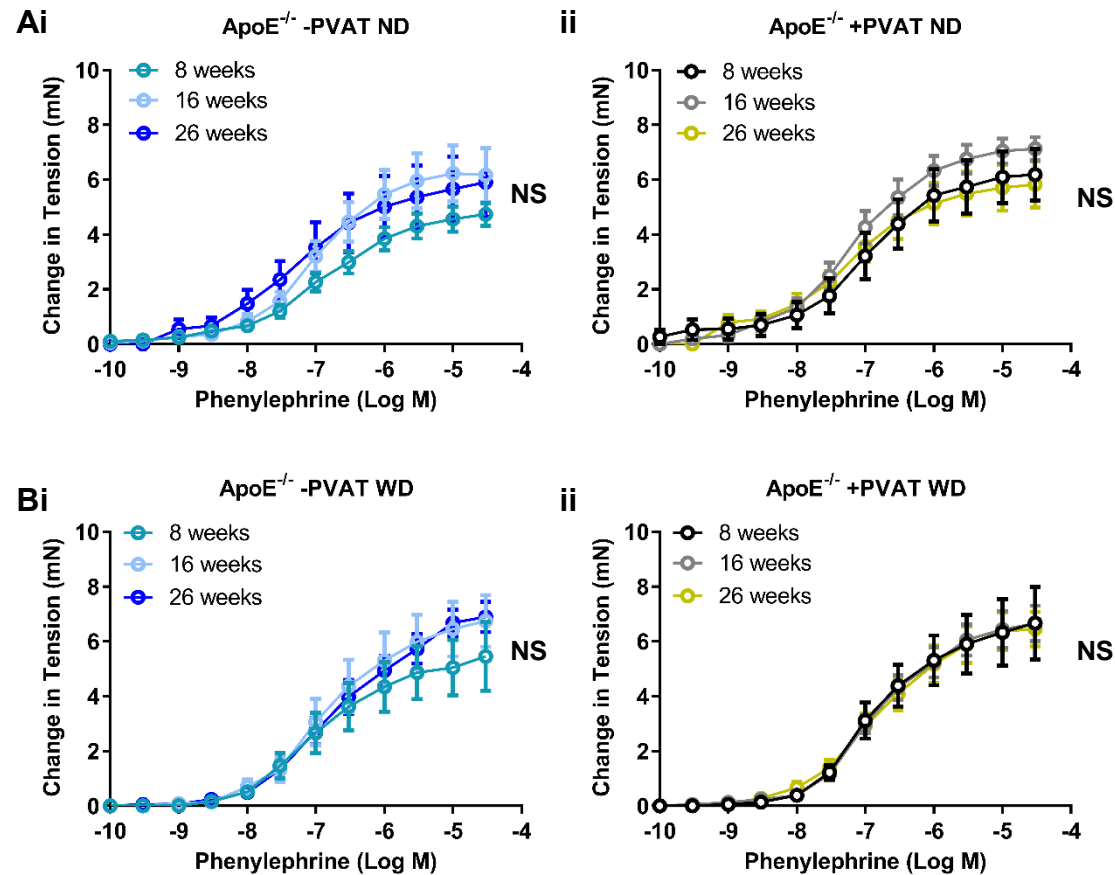 Ai
ApoE-/- -PVAT ND
Change in Tension (mN)
10
8
6
4
2
0
8 weeks
16 weeks
26 weeks
NS
-10 -9 -8 -7 -6 -5 -4
Phenylephrine (Log M)
ii
ApoE-/- +PVAT ND
Change in Tension (mN)
10
8
6
4
2
0
8 weeks
16 weeks
26 weeks
NS
-10 -9 -8 -7 -6 -5 -4
Phenylephrine (Log M)
Bi
ApoE-/- -PVAT WD
Change in Tension (mN)
10
8
6
4
2
0
8 weeks
16 weeks
26 weeks
NS
-10 -9 -8 -7 -6 -5 -4
Phenylephrine (Log M)
ii
ApoE-/- +PVAT WD
Change in Tension (mN)
10
8
6
4
2
0
8 weeks
16 weeks
26 weeks
NS
-10 -9 -8 -7 -6 -5 -4
Phenylephrine (Log M)